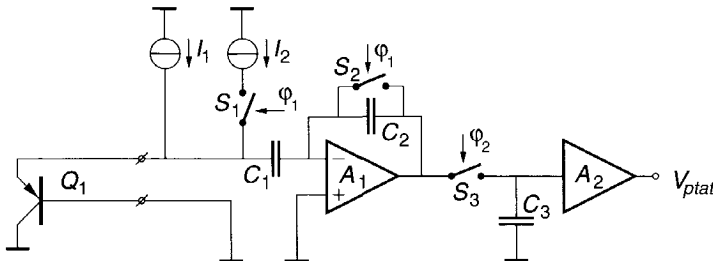 I1
I2
S1
φ1
S2
φ1
C2
φ2
Q1
C1
−
+
A1
S3
C3
A2
Vptat